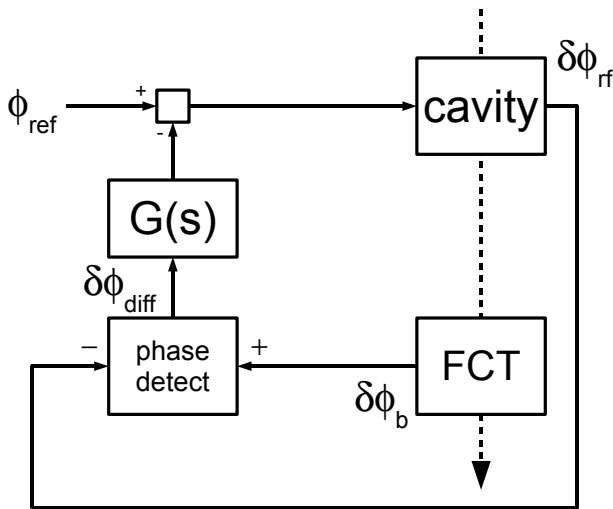 δϕrf
+
cavity
ϕref
-
G(s)
δϕdiff
− phase +
detect
FCT
δϕb